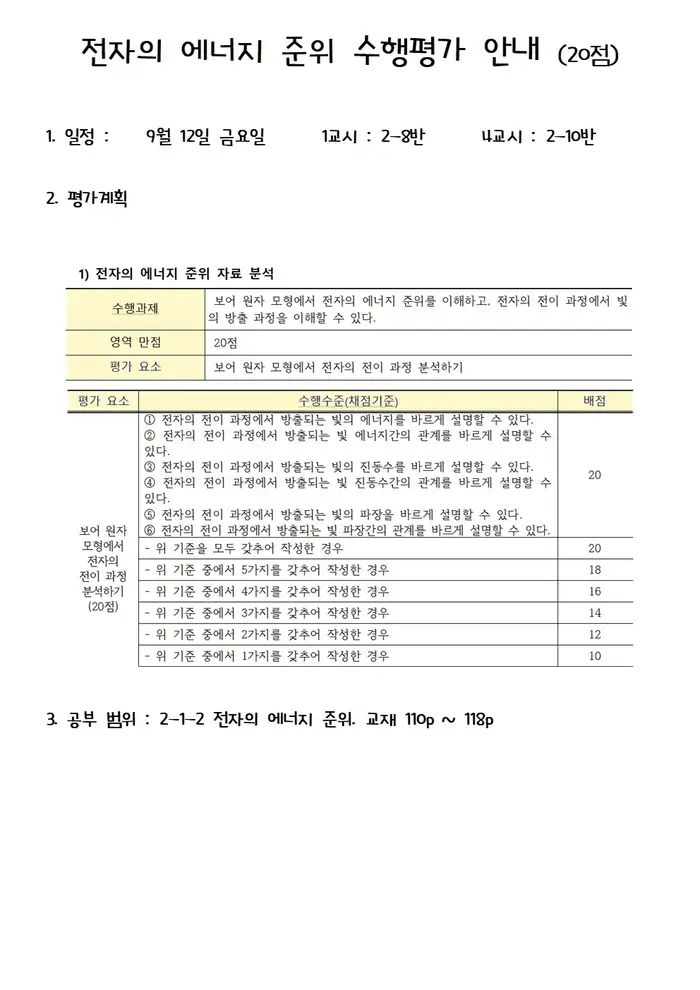 전자의 에너지 준위 수행평가 안내 (20점)
1. 일정 : 9월 12일 금요일 1교시 : 2-8반 4교시 : 2-10반
2. 평가계획
1) 전자의 에너지 준위 자료 분석
수행과제
보어 원자 모형에서 전자의 에너지 준위를 이해하고, 전자의 전이 과정에서 빛
의 방출 과정을 이해할 수 있다.
영역 만점 20점
평가 요소 보어 원자 모형에서 전자의 전이 과정 분석하기
평가 요소 수행수준(채점기준) 배점
보어 원자
모형에서
전자의
전이 과정
분석하기
(20점)
① 전자의 전이 과정에서 방출되는 빛의 에너지를 바르게 설명할 수 있다.
② 전자의 전이 과정에서 방출되는 빛 에너지간의 관계를 바르게 설명할 수
있다.
③ 전자의 전이 과정에서 방출되는 빛의 진동수를 바르게 설명할 수 있다.
④ 전자의 전이 과정에서 방출되는 빛 진동수간의 관계를 바르게 설명할 수
있다.
⑤ 전자의 전이 과정에서 방출되는 빛의 파장을 바르게 설명할 수 있다.
⑥ 전자의 전이 과정에서 방출되는 빛 파장간의 관계를 바르게 설명할 수 있다.
20
- 위 기준을 모두 갖추어 작성한 경우 20
- 위 기준 중에서 5가지를 갖추어 작성한 경우 18
- 위 기준 중에서 4가지를 갖추어 작성한 경우 16
- 위 기준 중에서 3가지를 갖추어 작성한 경우 14
- 위 기준 중에서 2가지를 갖추어 작성한 경우 12
- 위 기준 중에서 1가지를 갖추어 작성한 경우 10
3. 공부 범위 : 2-1-2 전자의 에너지 준위. 교재 110p ~ 118p